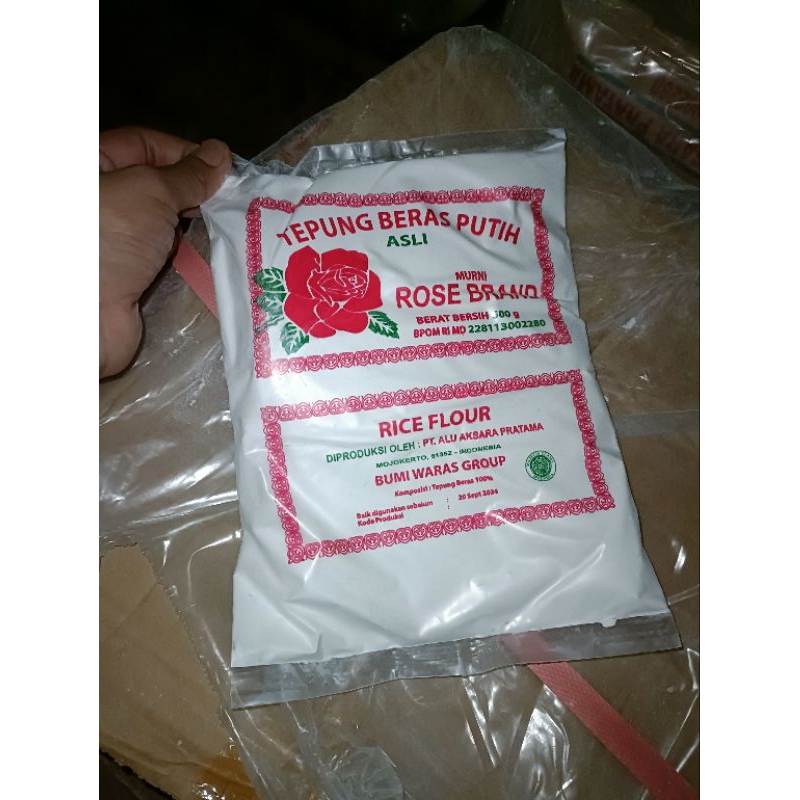 TEPUNG BERAS PUTIH
ASLI
MURNI
ROSE BRAND
BERAT BERSIH 500 g
BPOM RI MD 228113002280
RICE FLOUR
DIPRODUKSI OLEH : PT. ALU AKSARA PRATAMA
MOJOKERTO, 61352 - INDONESIA
BUMI WARAS GROUP
Komposisi : Tepung Beras 100%
Baik digunakan sebelum : 20 Sept 2024
Kode Produksi :